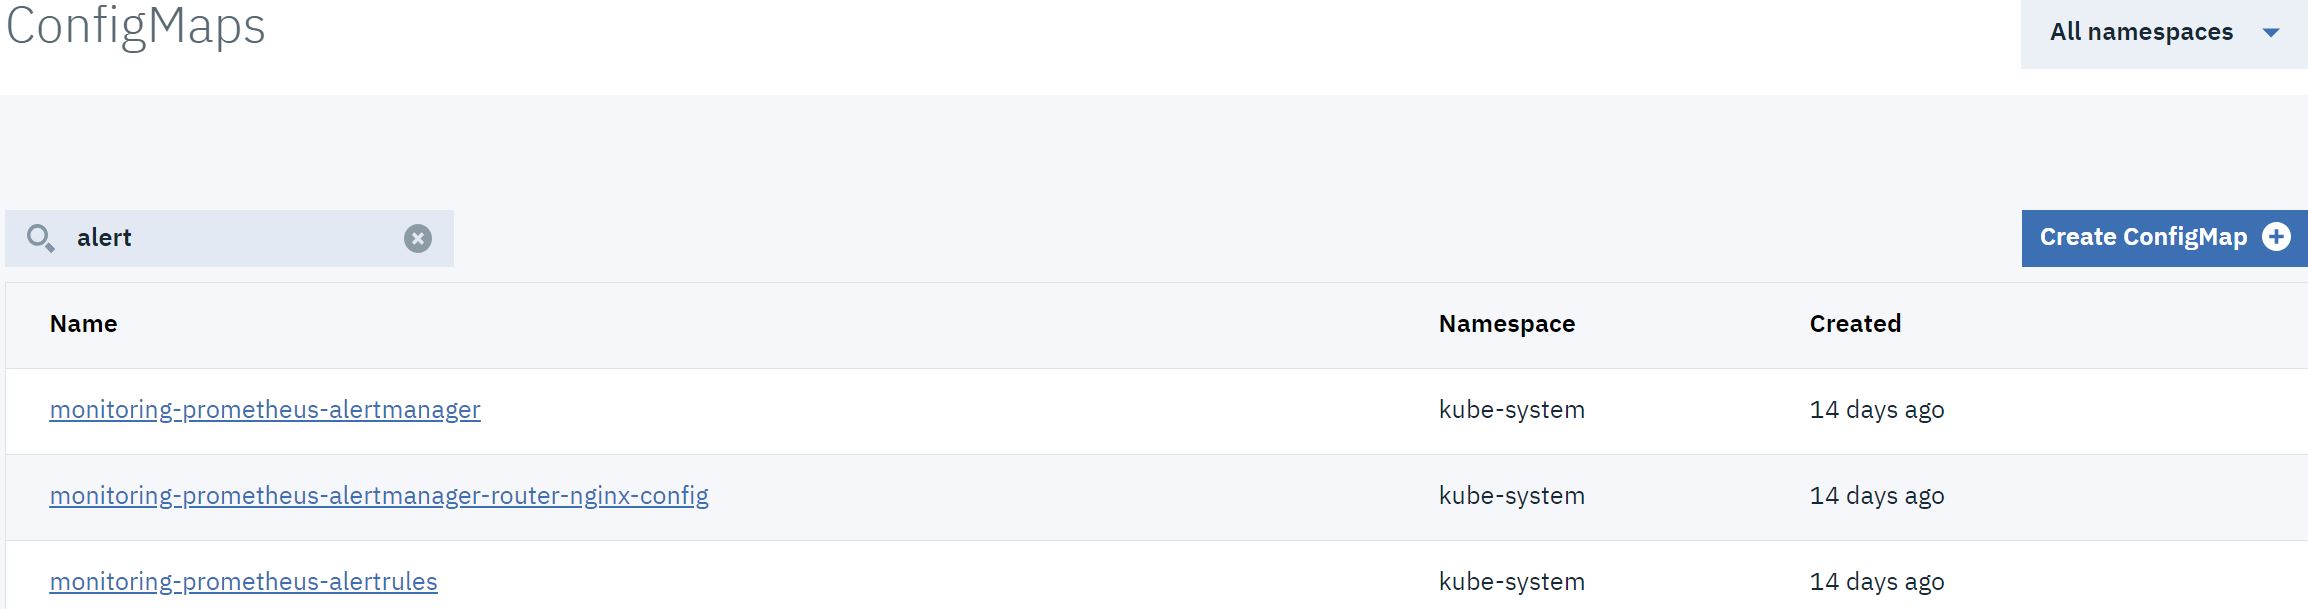 ConfigMaps
All namespaces
alert
Create ConfigMap
Name Namespace Created
monitoring-prometheus-alertmanager kube-system 14 days ago
monitoring-prometheus-alertmanager-router-nginx-config kube-system 14 days ago
monitoring-prometheus-alertrules kube-system 14 days ago